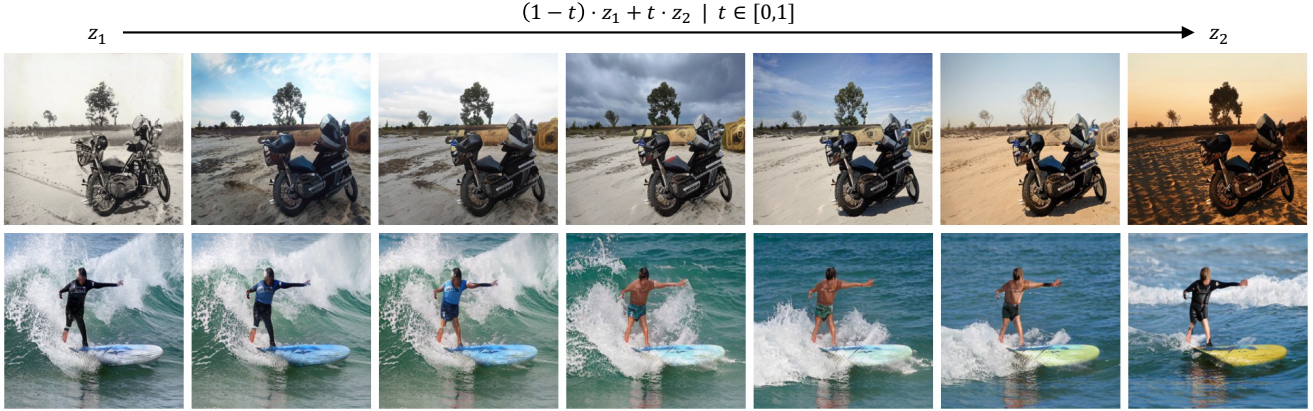 (1 − t) · z₁ + t · z₂ | t ∈ [0,1]
z₁ z₂